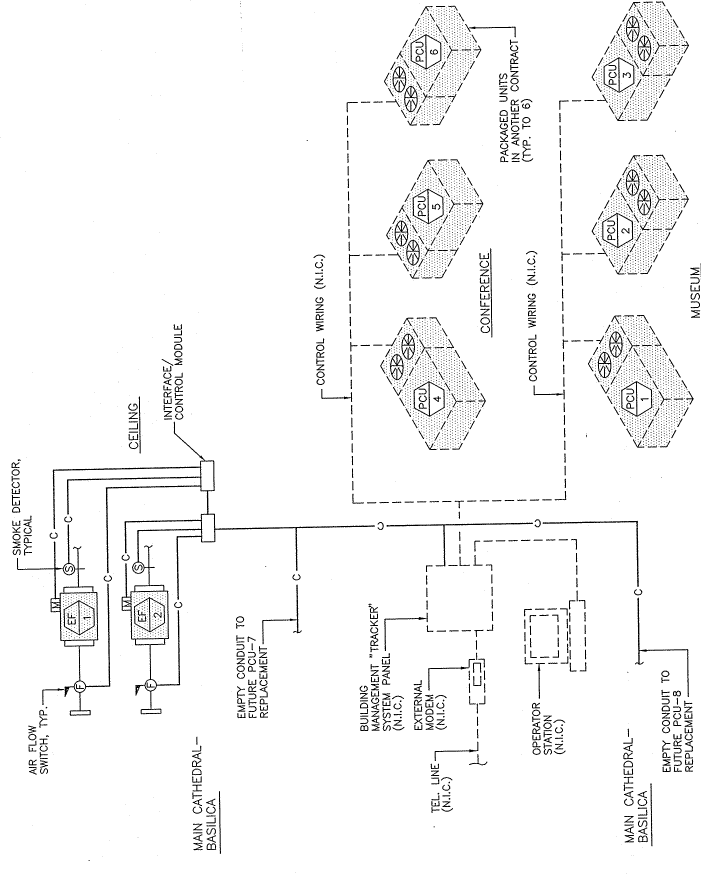 SMOKE DETECTOR,
TYPICAL
AIR FLOW
SWITCH, TYP.
M
EF
1
S
F
C
C
C
M
EF
2
S
F
C
C
C
CEILING
INTERFACE/
CONTROL MODULE
MAIN CATHEDRAL-
BASILICA
EMPTY CONDUIT TO
FUTURE PCU-7
REPLACEMENT
C
C
C
C
BUILDING
MANAGEMENT "TRACKER"
SYSTEM PANEL
(N.I.C.)
EXTERNAL
MODEM
(N.I.C.)
TEL. LINE
(N.I.C.)
OPERATOR
STATION
(N.I.C.)
MAIN CATHEDRAL-
BASILICA
EMPTY CONDUIT TO
FUTURE PCU-8
REPLACEMENT
CONTROL WIRING (N.I.C.)
PCU
4
PCU
5
PCU
6
CONFERENCE
PACKAGED UNITS
IN ANOTHER CONTRACT
(TYP. TO 6)
CONTROL WIRING (N.I.C.)
PCU
1
PCU
2
PCU
3
MUSEUM